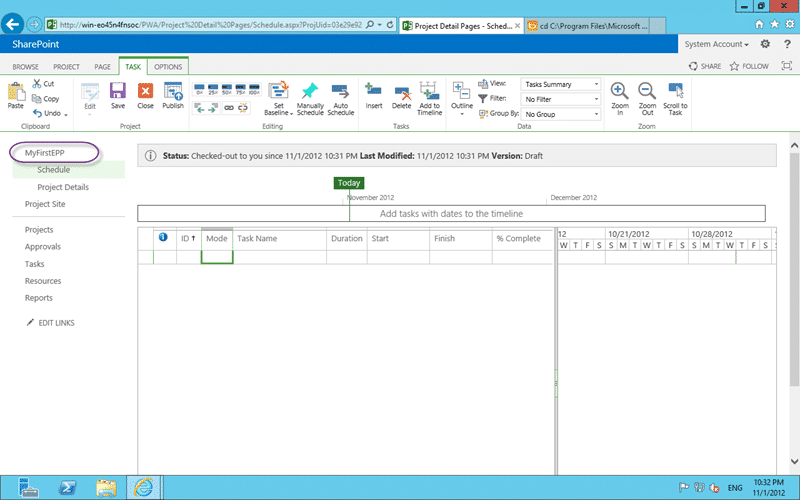 http://win-eo45n4fnsoc/PWA/Project%20Detail%20Pages/Schedule.aspx?ProjUid=03e29e92
Project Detail Pages - Sched...
cd C:\Program Files\Microsoft ...
SharePoint
System Account
BROWSE PROJECT PAGE TASK OPTIONS
SHARE FOLLOW
Paste
Cut
Copy
Undo
Clipboard
Edit Save Close Publish
Project
0% 25% 50% 75% 100%
Set Baseline
Manually Schedule
Auto Schedule
Editing
Insert Delete
Add to Timeline
Tasks
Outline
View: Tasks Summary
Filter: No Filter
Group By: No Group
Data
Zoom In
Zoom Out
Scroll to Task
Zoom
MyFirstEPP
Schedule
Project Details
Project Site
Projects
Approvals
Tasks
Resources
Reports
EDIT LINKS
Status: Checked-out to you since 11/1/2012 10:31 PM Last Modified: 11/1/2012 10:31 PM Version: Draft
Today
November 2012 December 2012
Add tasks with dates to the timeline
ID Mode Task Name Duration Start Finish % Complete
12 10/21/2012 10/28/2012
W T F S S M T W T F S S M T W T F S S
10:32 PM
ENG
11/1/2012